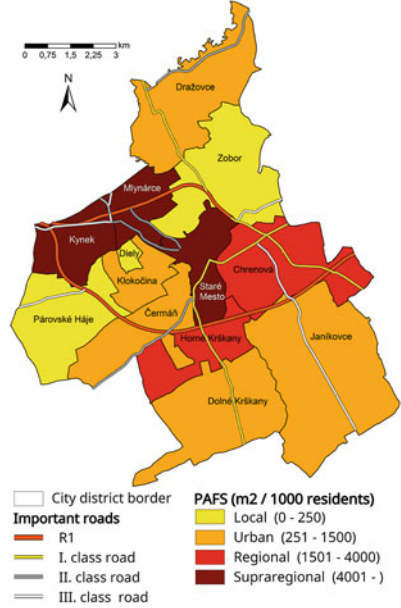 0 0,75 1,5 2,25 3 km
N
Dražovce
Zobor
Mlynárce
Kynek
Diely
Klokočina
Staré
Mesto
Chrenová
Párovské Háje
Čermáň
Janíkovce
Horné Krškany
Dolné Krškany
City district border
Important roads
R1
I. class road
II. class road
III. class road
PAFS (m2 / 1000 residents)
Local (0 - 250)
Urban (251 - 1500)
Regional (1501 - 4000)
Supraregional (4001 - )